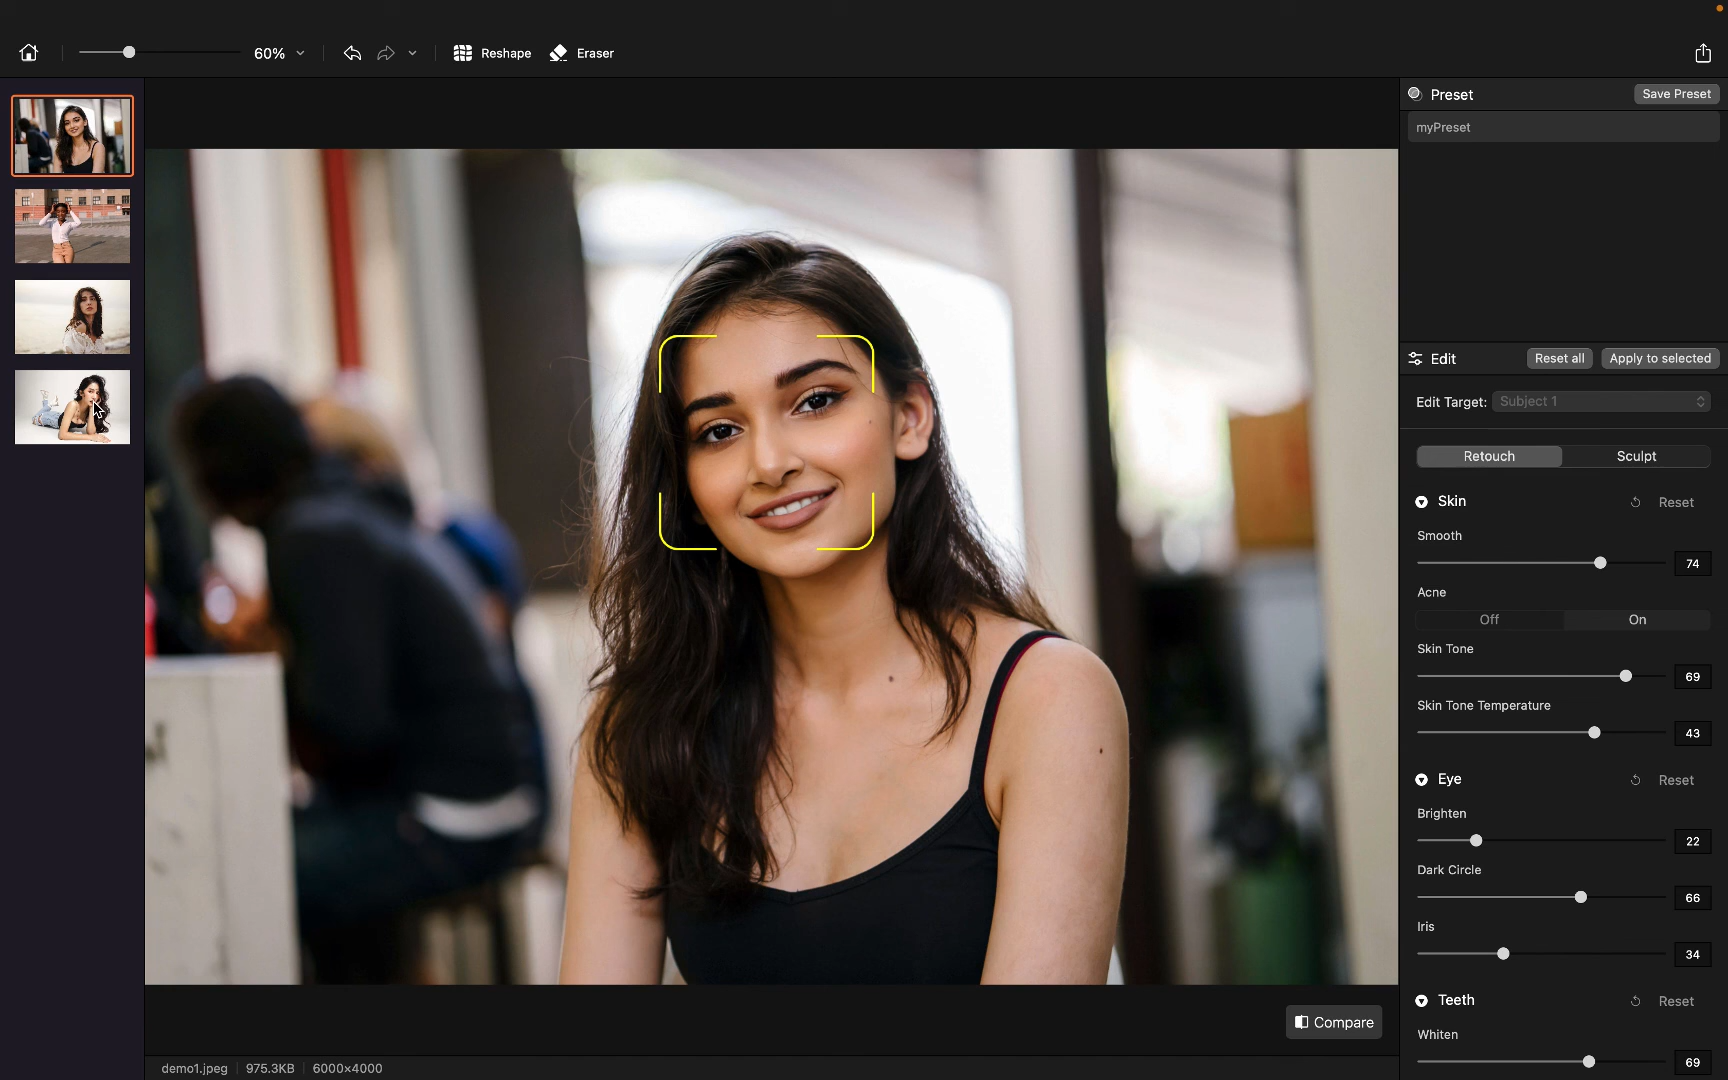 60%
Reshape
Eraser
Preset
Save Preset
myPreset
Edit
Reset all
Apply to selected
Edit Target:
Subject 1
Retouch
Sculpt
Skin
Reset
Smooth
74
Acne
Off
On
Skin Tone
69
Skin Tone Temperature
43
Eye
Reset
Brighten
22
Dark Circle
66
Iris
34
Teeth
Reset
Whiten
69
Compare
demo1.jpeg
975.3KB
6000×4000